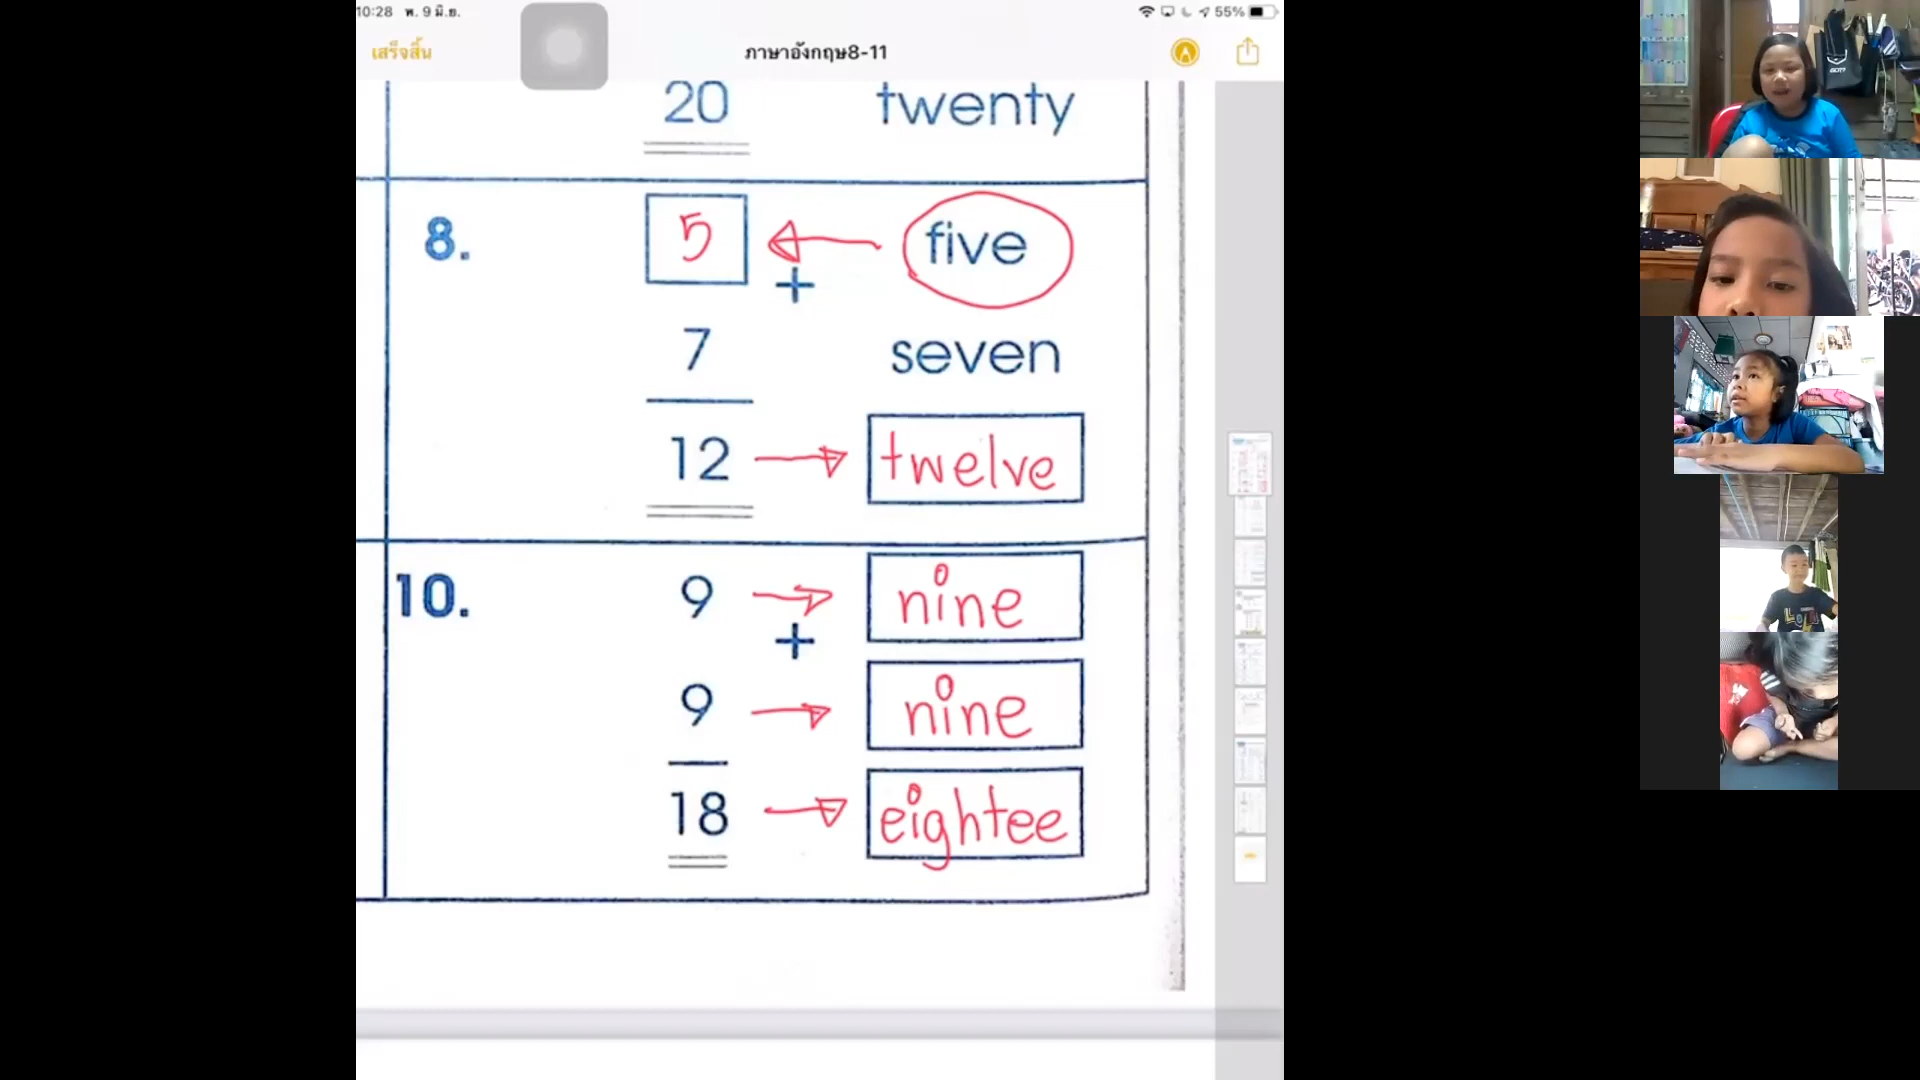 10:28 พ. 9 มิ.ย.
55%
เสร็จสิ้น
ภาษาอังกฤษ8-11
20 twenty
8.
5 five
+
7 seven
12 twelve
10.
9 nine
+
9 nine
18 eightee